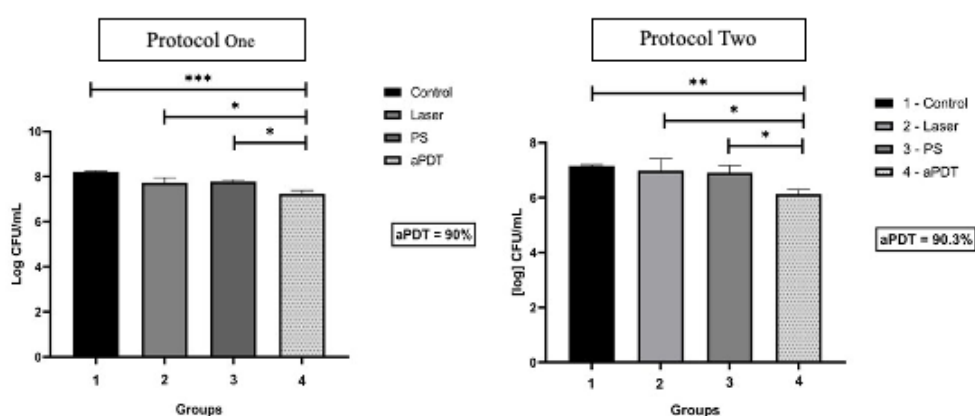 Protocol One
***
*
*
Control
Laser
PS
aPDT
aPDT = 90%
Log CFU/mL
10
8
6
4
2
0
1 2 3 4
Groups
Protocol Two
**
*
*
1 - Control
2 - Laser
3 - PS
4 - aPDT
aPDT = 90.3%
[log] CFU/mL
8
6
4
2
0
1 2 3 4
Groups